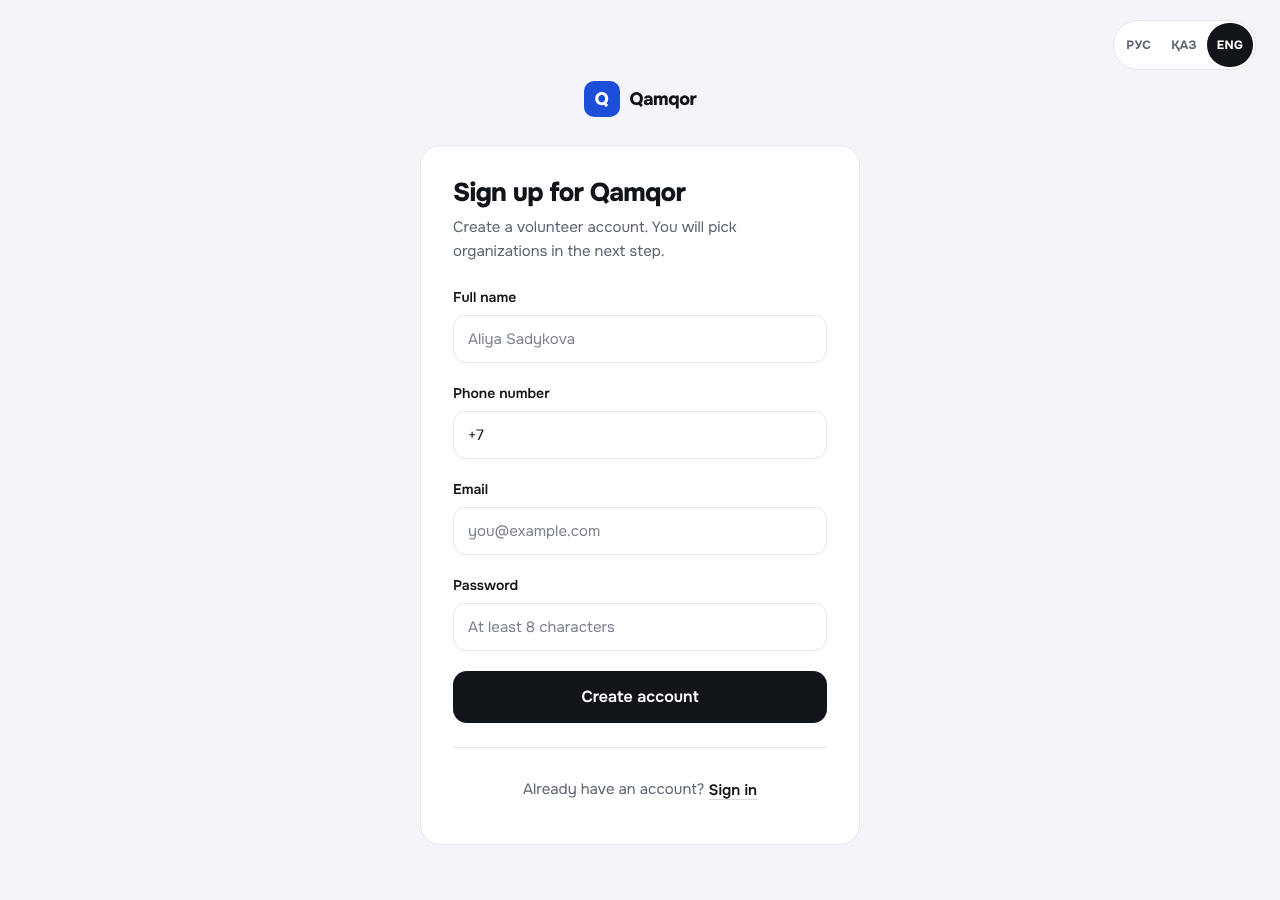 РУС ҚАЗ ENG
Q Qamqor
Sign up for Qamqor
Create a volunteer account. You will pick
organizations in the next step.
Full name
Aliya Sadykova
Phone number
+7
Email
you@example.com
Password
At least 8 characters
Create account
Already have an account? Sign in